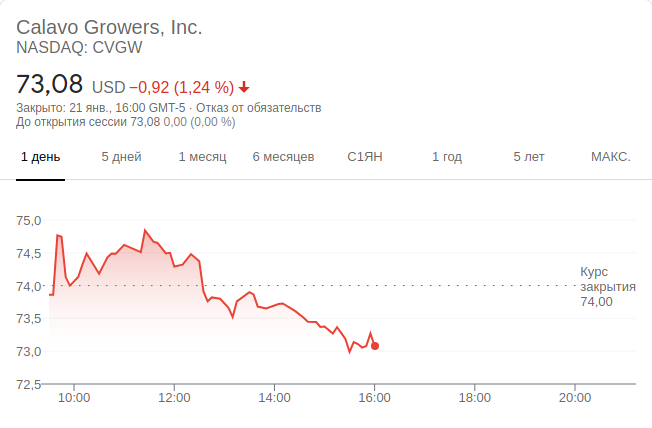 Calavo Growers, Inc.
NASDAQ: CVGW
73,08 USD −0,92 (1,24 %)
Закрыто: 21 янв., 16:00 GMT-5 · Отказ от обязательств
До открытия сессии 73,08 0,00 (0,00 %)
1 день 5 дней 1 месяц 6 месяцев С1ЯН 1 год 5 лет МАКС.
75,0
74,5
74,0
73,5
73,0
72,5
Курс
закрытия
74,00
10:00 12:00 14:00 16:00 18:00 20:00